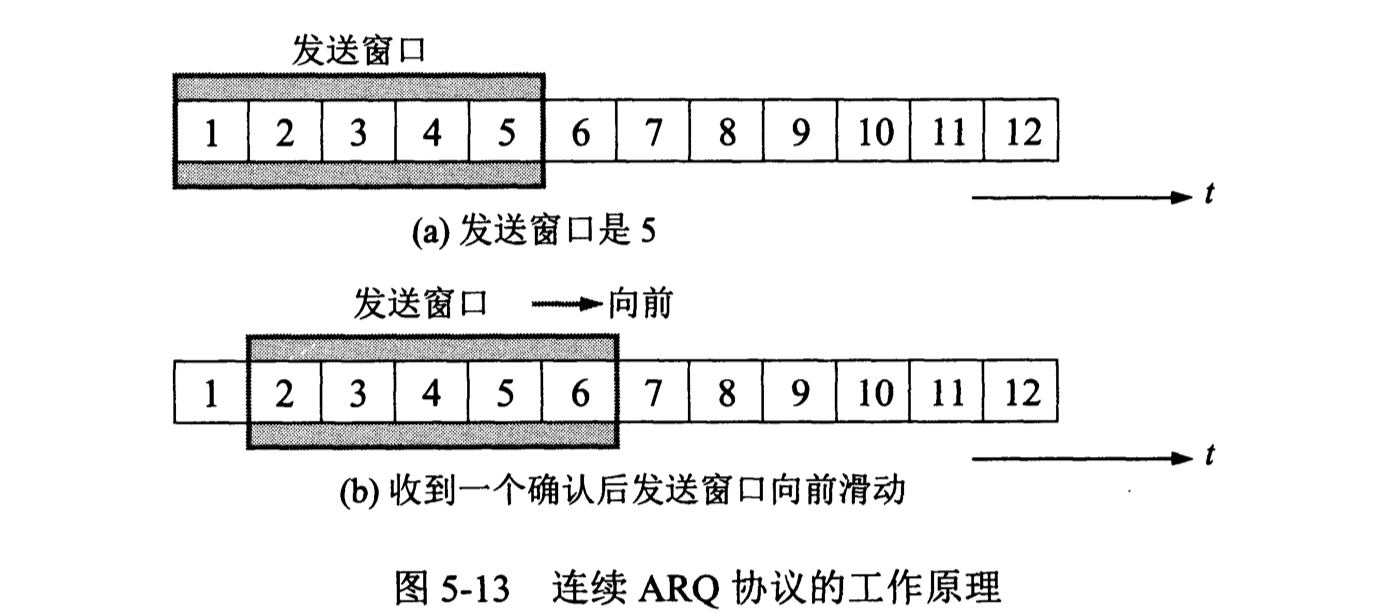 发送窗口
1 2 3 4 5 6 7 8 9 10 11 12
t
(a) 发送窗口是 5
发送窗口 向前
1 2 3 4 5 6 7 8 9 10 11 12
t
(b) 收到一个确认后发送窗口向前滑动
图 5-13 连续 ARQ 协议的工作原理